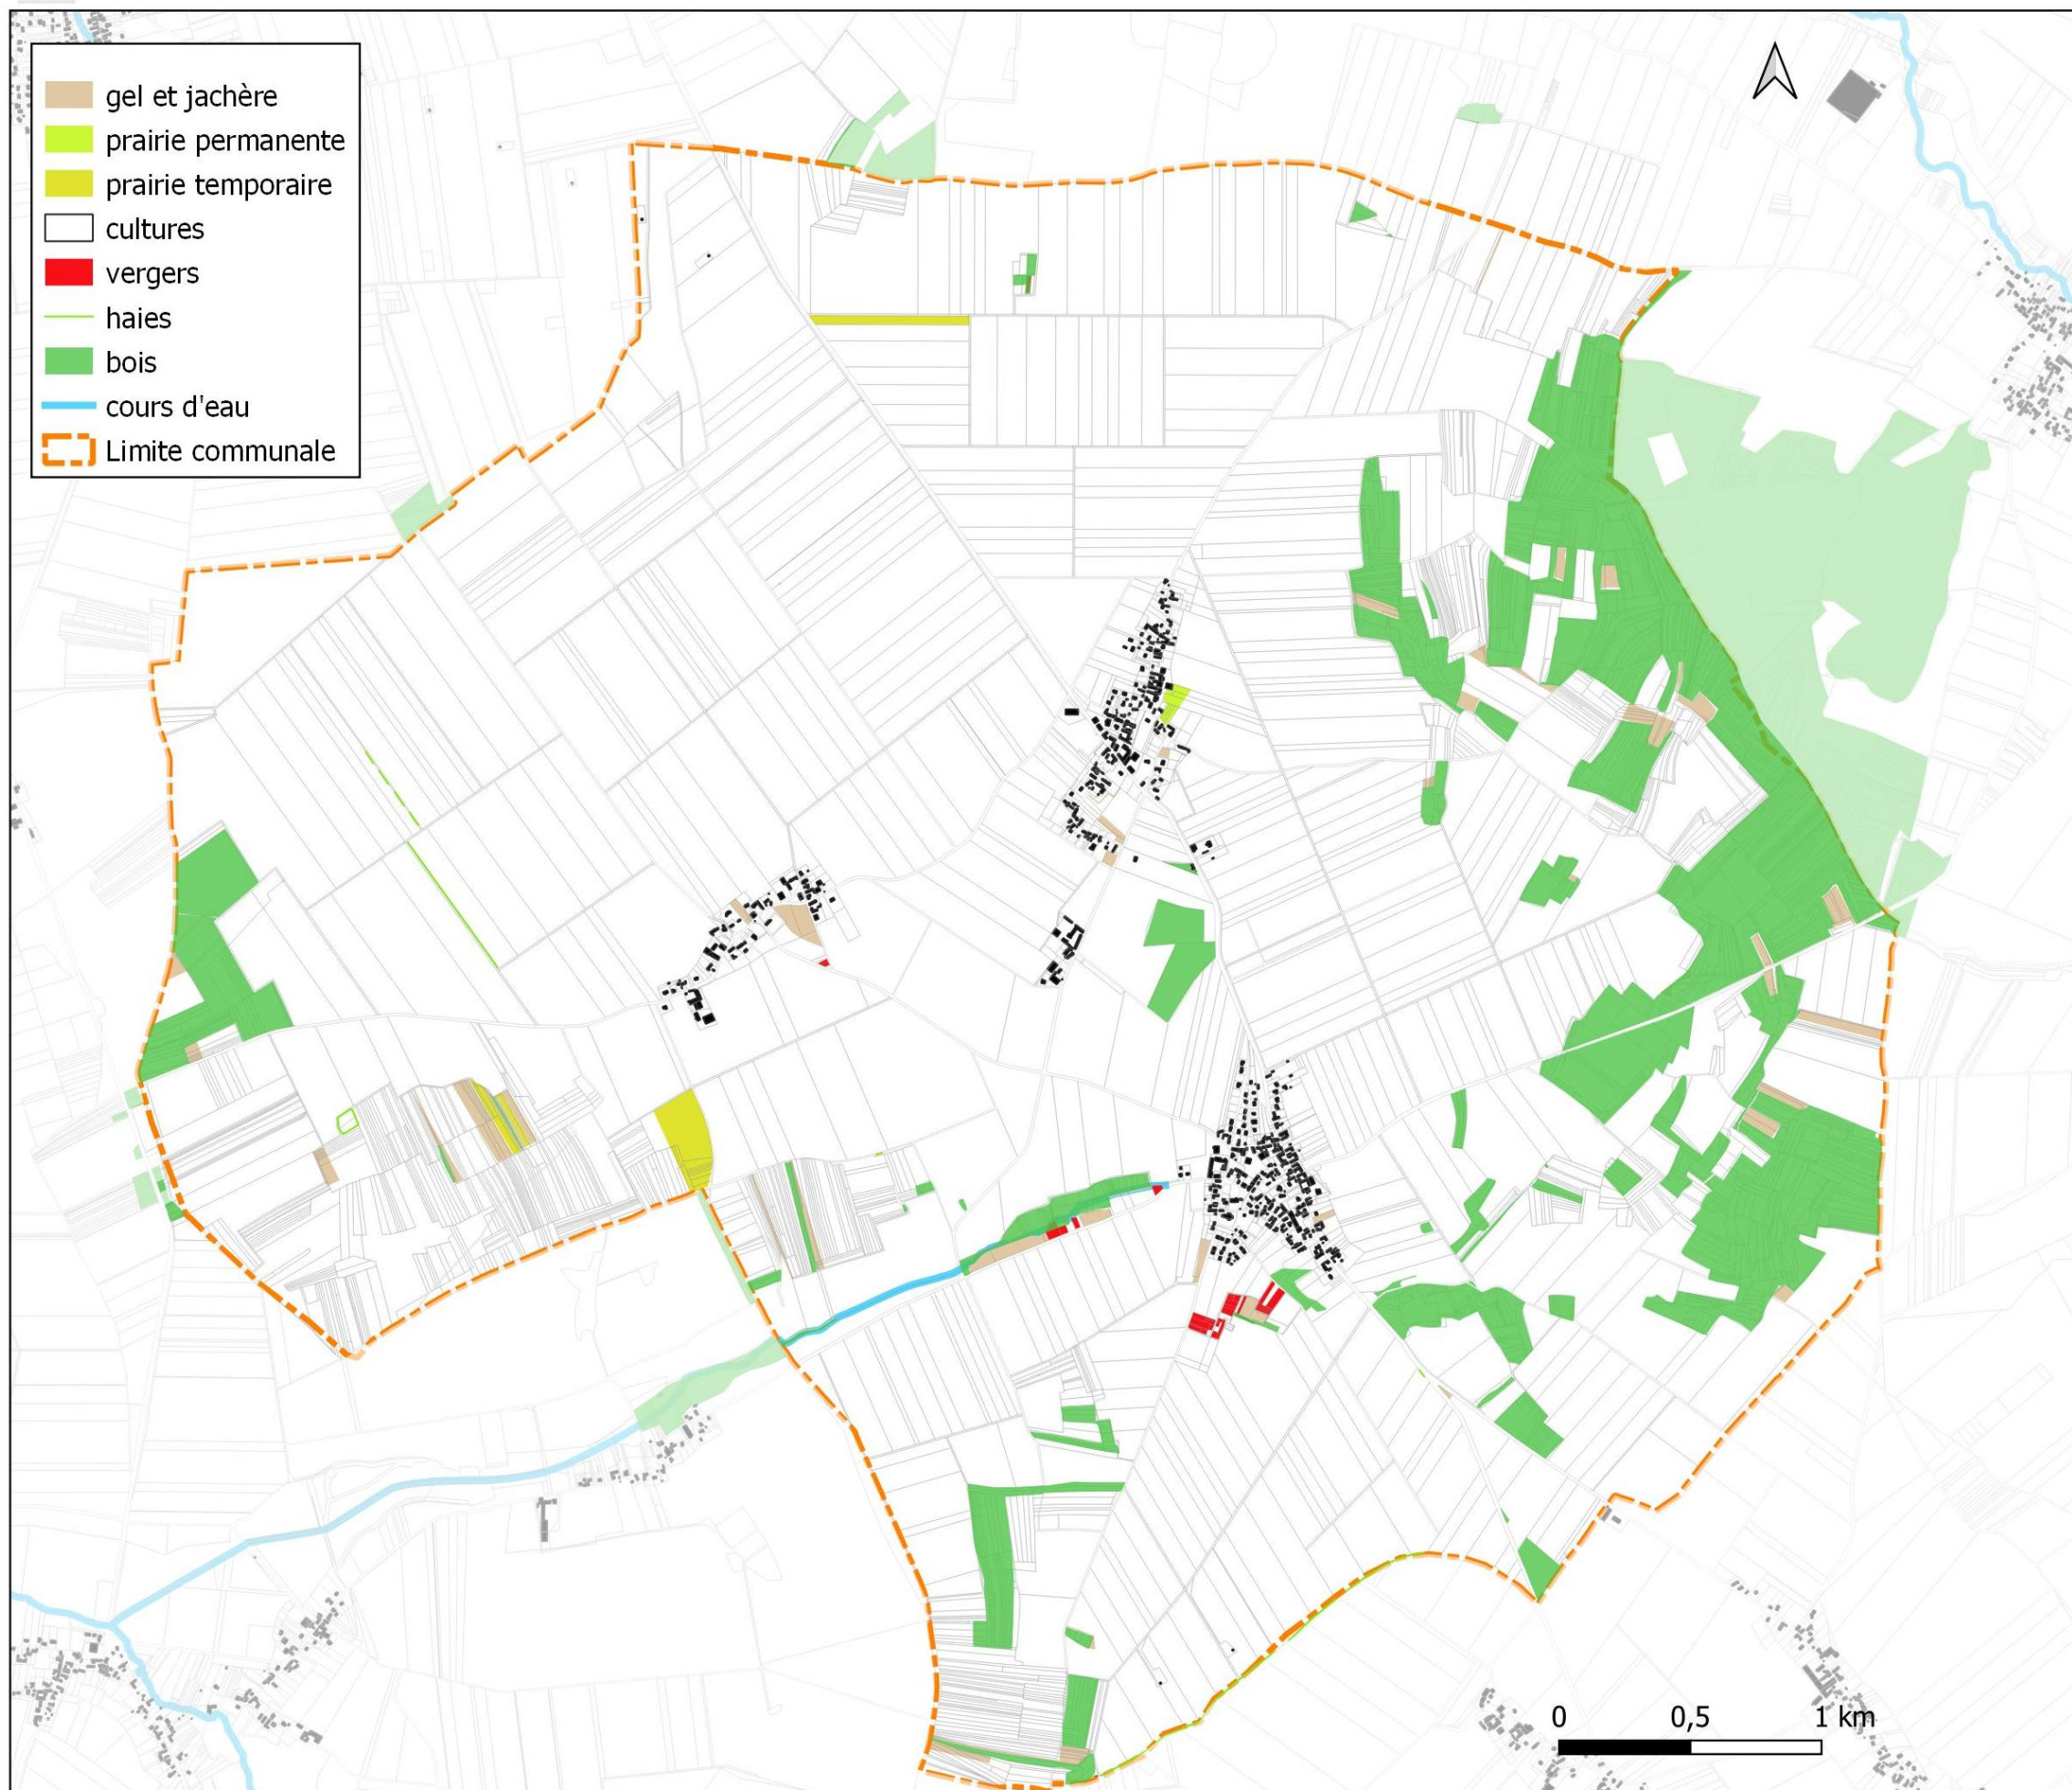 gel et jachère
prairie permanente
prairie temporaire
cultures
vergers
haies
bois
cours d'eau
Limite communale
0 0,5 1 km